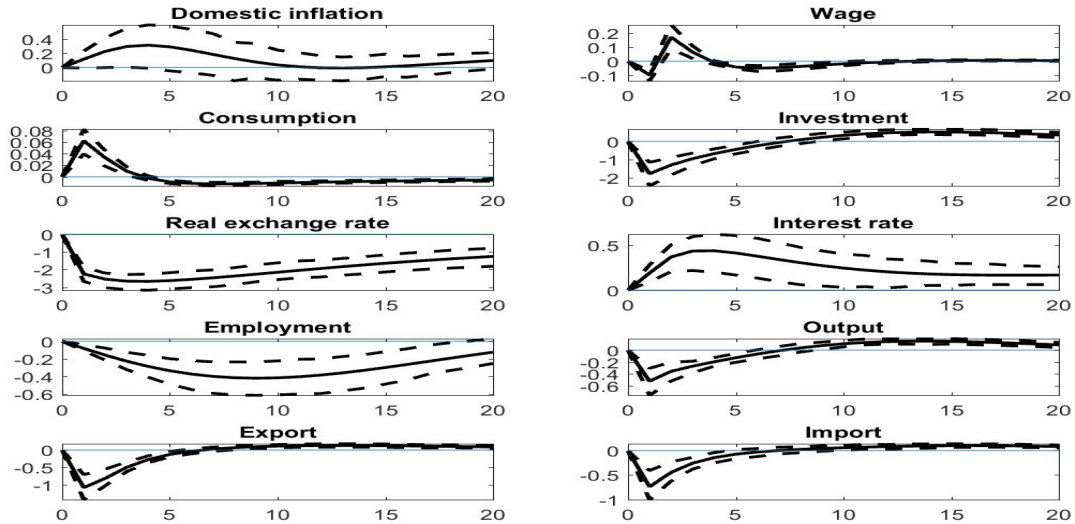 Domestic inflation
0.4
0.2
0
0 5 10 15 20
Wage
0.2
0.1
0
-0.1
0 5 10 15 20
Consumption
0.08
0.06
0.04
0.02
0
0 5 10 15 20
Investment
0
-1
-2
0 5 10 15 20
Real exchange rate
0
-1
-2
-3
0 5 10 15 20
Interest rate
0.5
0
0 5 10 15 20
Employment
0
-0.2
-0.4
-0.6
0 5 10 15 20
Output
0
-0.2
-0.4
-0.6
0 5 10 15 20
Export
0
-0.5
-1
0 5 10 15 20
Import
0
-0.5
-1
0 5 10 15 20